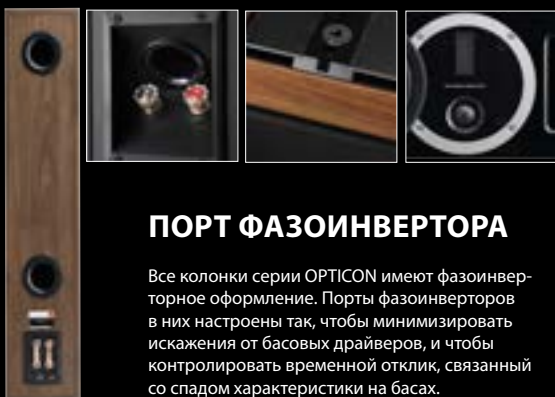 ПОРТ ФАЗОИНВЕРТОРА
Все колонки серии OPTICON имеют фазоинвер-
торное оформление. Порты фазоинверторов
в них настроены так, чтобы минимизировать
искажения от басовых драйверов, и чтобы
контролировать временной отклик, связанный
со спадом характеристики на басах.